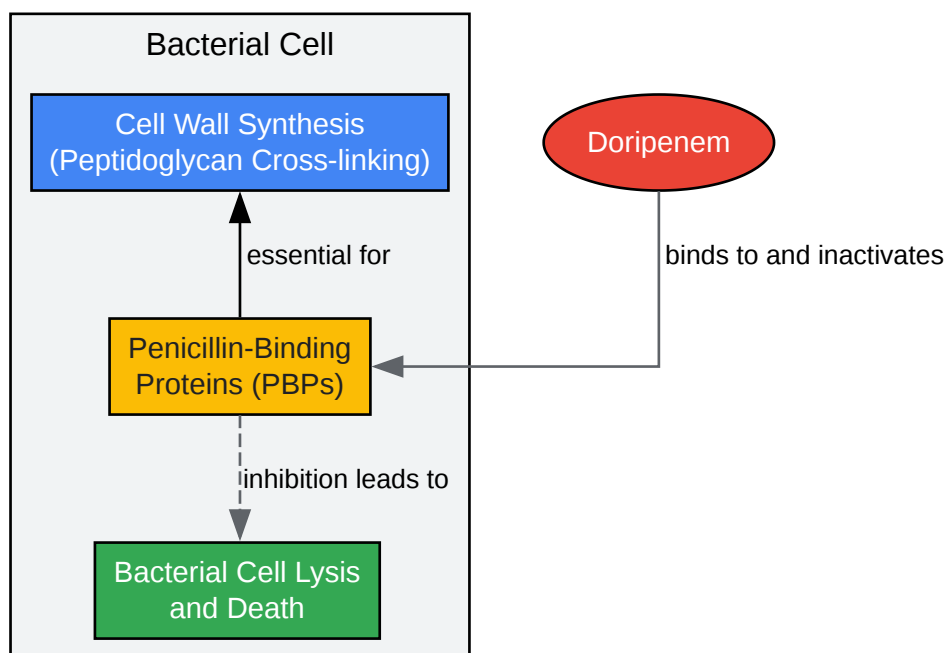 Bacterial Cell
Cell Wall Synthesis
(Peptidoglycan Cross-linking)
Doripenem
essential for
binds to and inactivates
Penicillin-Binding
Proteins (PBPs)
inhibition leads to
Bacterial Cell Lysis
and Death